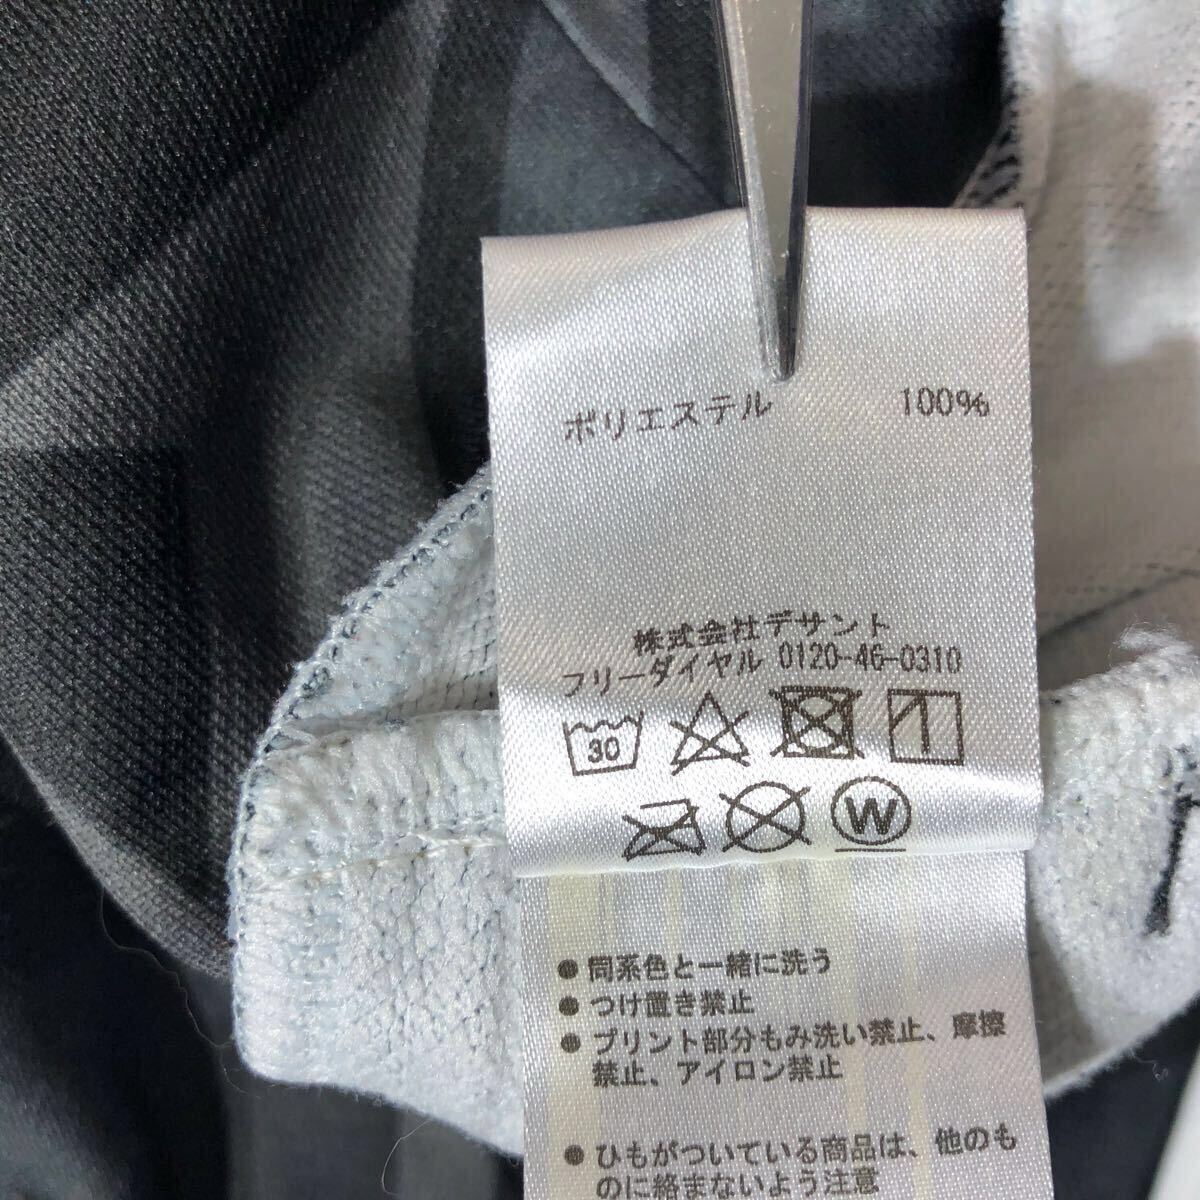 ポリエステル 100%
株式会社デサント
フリーダイヤル 0120-46-0310
30
W
● 同系色と一緒に洗う
● つけ置き禁止
● プリント部分もみ洗い禁止、摩擦
禁止、アイロン禁止
● ひもがついている商品は、他のも
のに絡まないよう注意